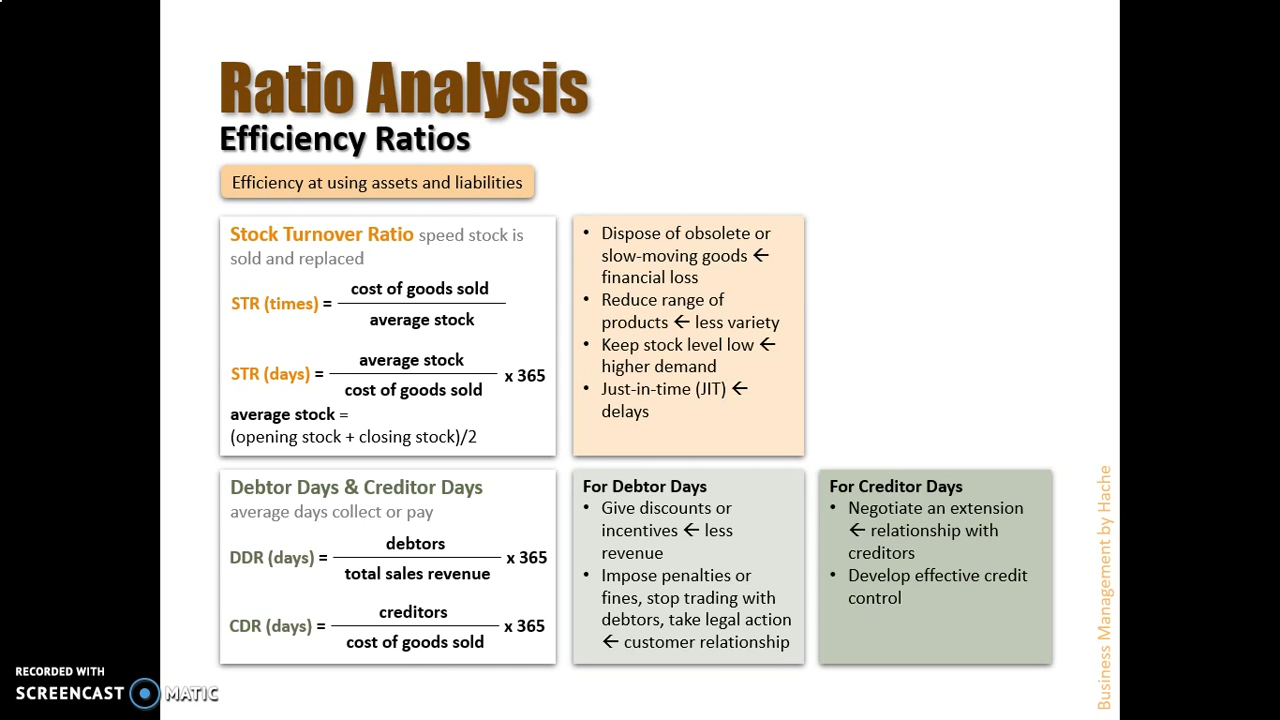 Ratio Analysis
Efficiency Ratios
Efficiency at using assets and liabilities
Stock Turnover Ratio speed stock is
sold and replaced
STR (times) = cost of goods sold
average stock
STR (days) = average stock
cost of goods sold x 365
average stock =
(opening stock + closing stock)/2
• Dispose of obsolete or
slow-moving goods ←
financial loss
• Reduce range of
products ← less variety
• Keep stock level low ←
higher demand
• Just-in-time (JIT) ←
delays
Debtor Days & Creditor Days
average days collect or pay
DDR (days) = debtors
total sales revenue x 365
CDR (days) = creditors
cost of goods sold x 365
For Debtor Days
• Give discounts or
incentives ← less
revenue
• Impose penalties or
fines, stop trading with
debtors, take legal action
← customer relationship
For Creditor Days
• Negotiate an extension
← relationship with
creditors
• Develop effective credit
control
Business Management by Hache
RECORDED WITH
SCREENCAST MATIC